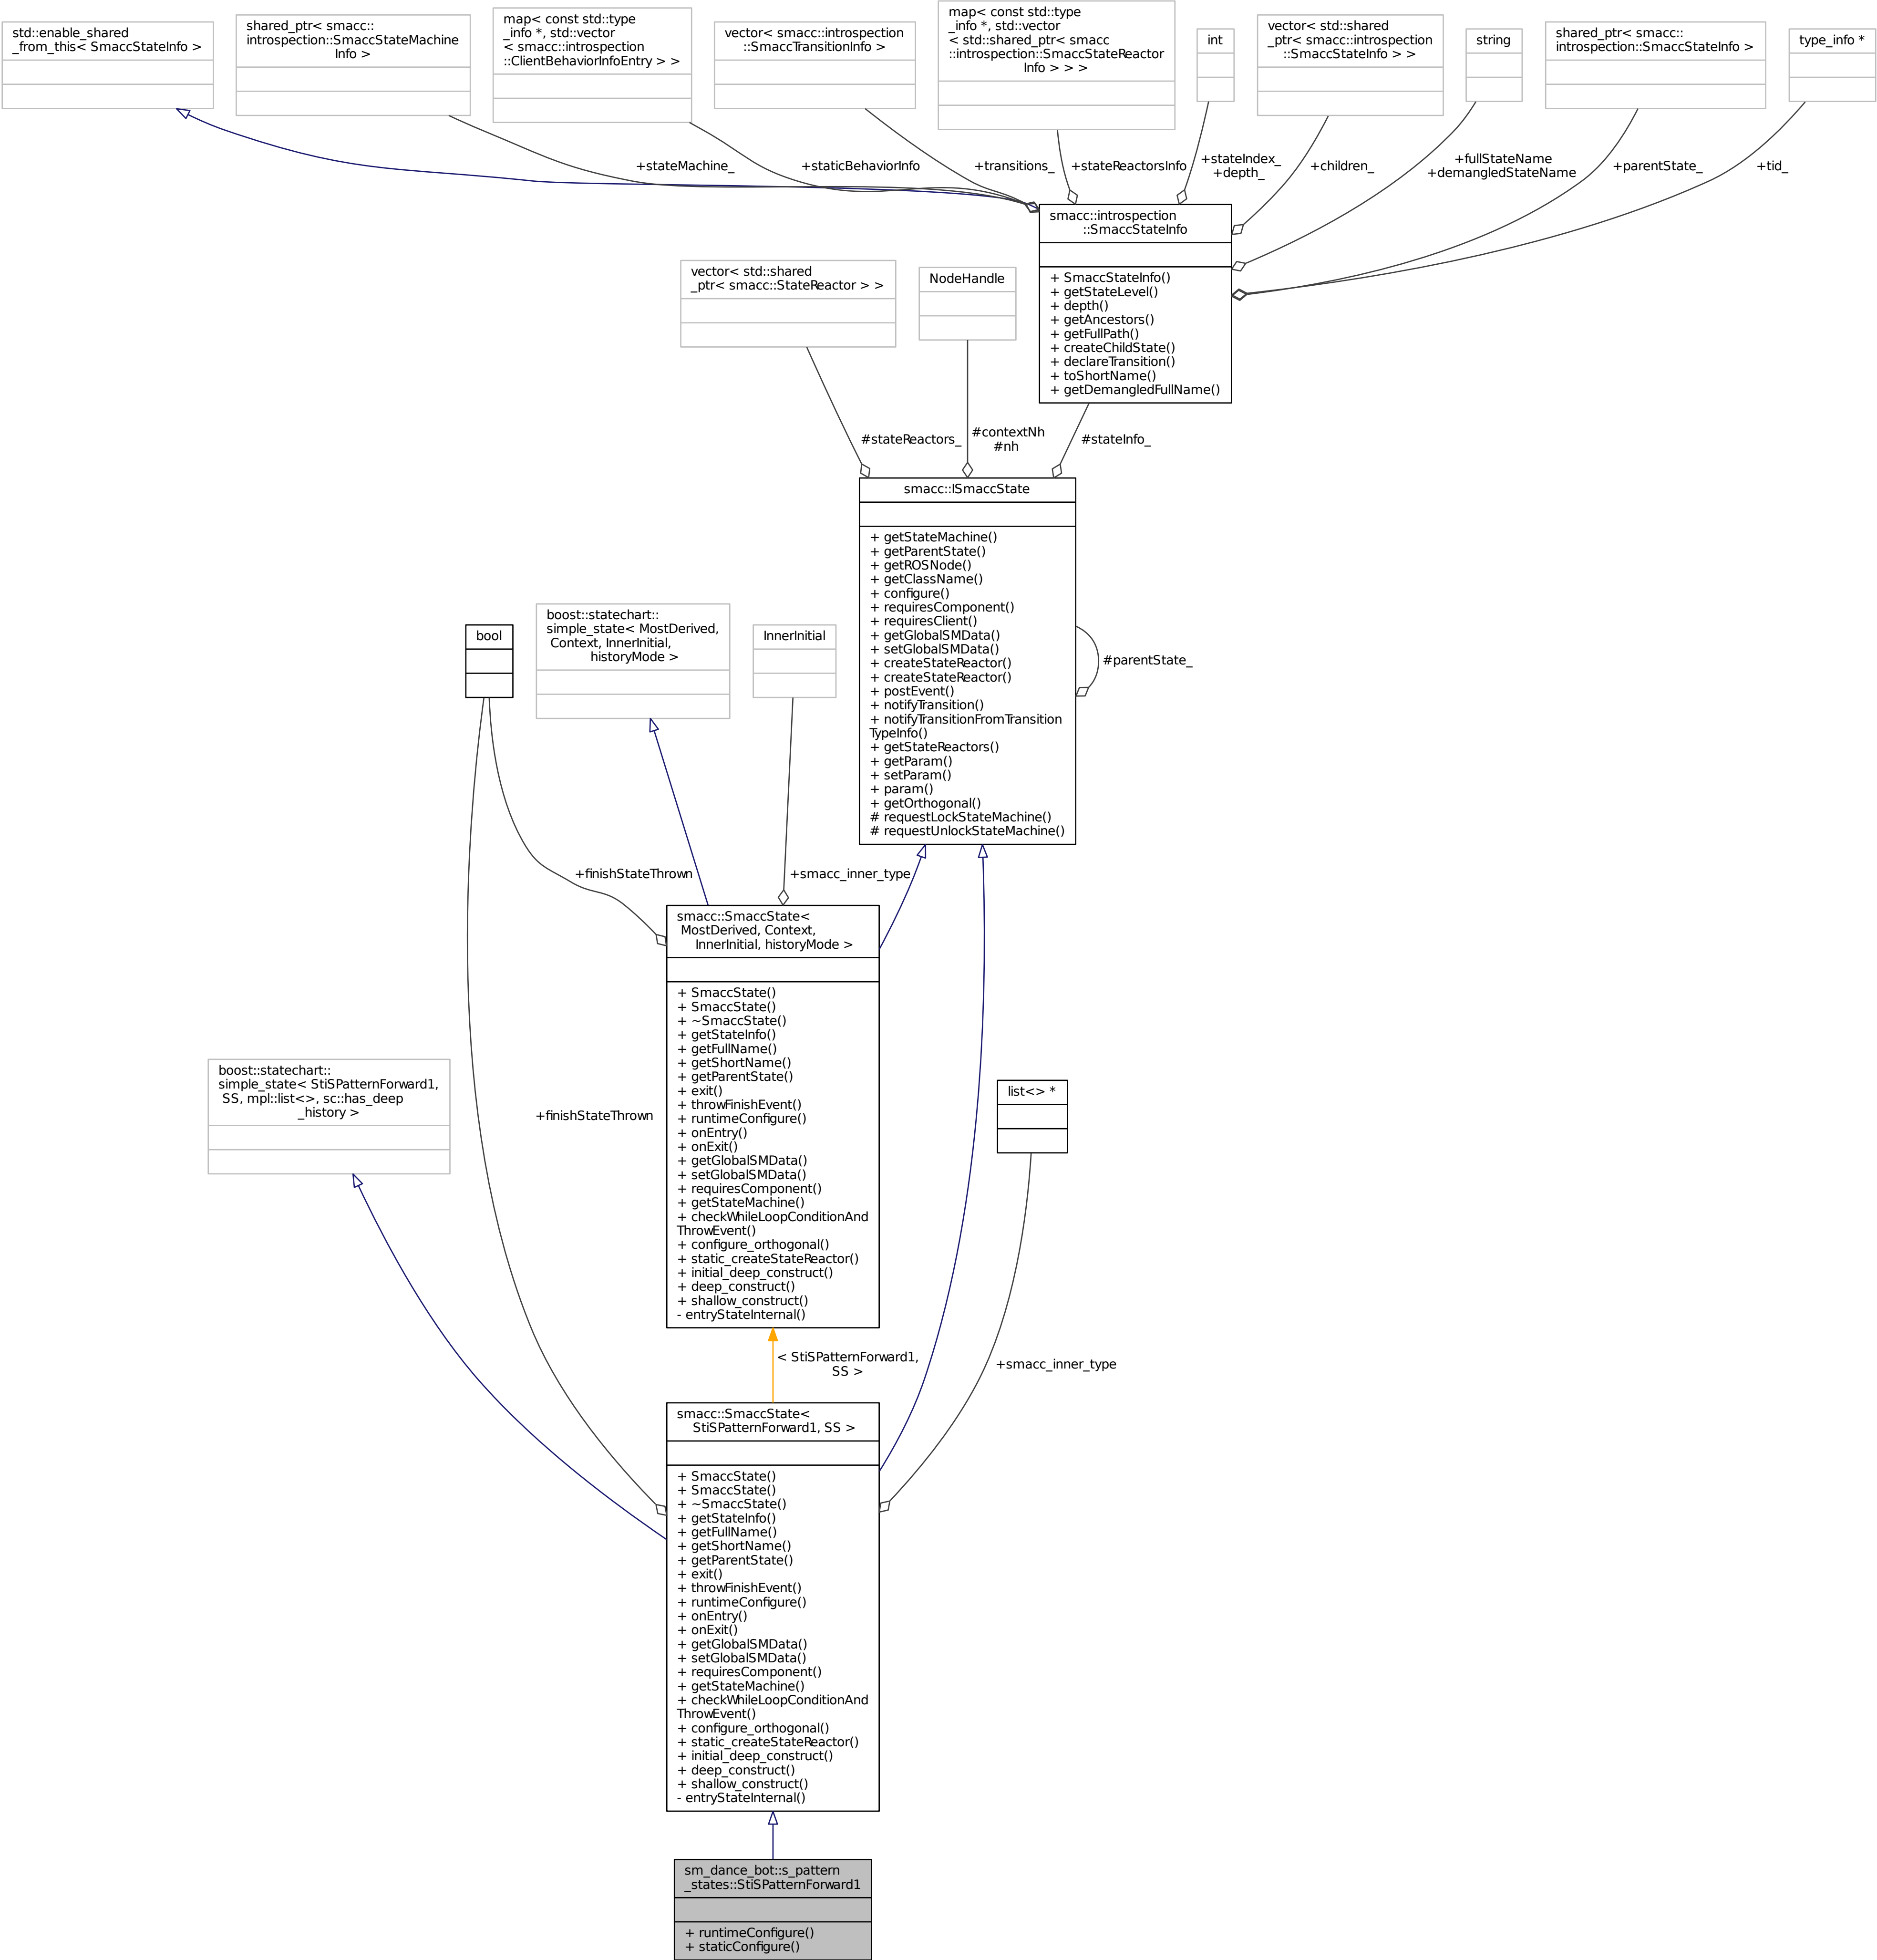 std::enable_shared
_from_this< SmaccStateInfo >
shared_ptr< smacc::
introspection::SmaccStateMachine
Info >
map< const std::type
_info *, std::vector
< smacc::introspection
::ClientBehaviorInfoEntry > >
vector< smacc::introspection
::SmaccTransitionInfo >
map< const std::type
_info *, std::vector
< std::shared_ptr< smacc
::introspection::SmaccStateReactor
Info > > >
int
vector< std::shared
_ptr< smacc::introspection
::SmaccStateInfo > >
string
shared_ptr< smacc::
introspection::SmaccStateInfo >
type_info *
+stateMachine_
+staticBehaviorInfo
+transitions_
+stateReactorsInfo
+stateIndex_
+depth_
+children_
+fullStateName
+demangledStateName
+parentState_
+tid_
smacc::introspection
::SmaccStateInfo
+ SmaccStateInfo()
+ getStateLevel()
+ depth()
+ getAncestors()
+ getFullPath()
+ createChildState()
+ declareTransition()
+ toShortName()
+ getDemangledFullName()
vector< std::shared
_ptr< smacc::StateReactor > >
NodeHandle
#stateReactors_
#contextNh
#nh
#stateInfo_
smacc::ISmaccState
+ getStateMachine()
+ getParentState()
+ getROSNode()
+ getClassName()
+ configure()
+ requiresComponent()
+ requiresClient()
+ getGlobalSMData()
+ setGlobalSMData()
+ createStateReactor()
+ createStateReactor()
+ postEvent()
+ notifyTransition()
+ notifyTransitionFromTransition
TypeInfo()
+ getStateReactors()
+ getParam()
+ setParam()
+ param()
+ getOrthogonal()
# requestLockStateMachine()
# requestUnlockStateMachine()
#parentState_
bool
boost::statechart::
simple_state< MostDerived,
Context, InnerInitial,
historyMode >
InnerInitial
+finishStateThrown
+smacc_inner_type
smacc::SmaccState<
MostDerived, Context,
InnerInitial, historyMode >
+ SmaccState()
+ SmaccState()
+ ~SmaccState()
+ getStateInfo()
+ getFullName()
+ getShortName()
+ getParentState()
+ exit()
+ throwFinishEvent()
+ runtimeConfigure()
+ onEntry()
+ onExit()
+ getGlobalSMData()
+ setGlobalSMData()
+ requiresComponent()
+ getStateMachine()
+ checkWhileLoopConditionAnd
ThrowEvent()
+ configure_orthogonal()
+ static_createStateReactor()
+ initial_deep_construct()
+ deep_construct()
+ shallow_construct()
- entryStateInternal()
boost::statechart::
simple_state< StiSPatternForward1,
SS, mpl::list<>, sc::has_deep
_history >
+finishStateThrown
list<> *
< StiSPatternForward1,
SS >
+smacc_inner_type
smacc::SmaccState<
StiSPatternForward1, SS >
+ SmaccState()
+ SmaccState()
+ ~SmaccState()
+ getStateInfo()
+ getFullName()
+ getShortName()
+ getParentState()
+ exit()
+ throwFinishEvent()
+ runtimeConfigure()
+ onEntry()
+ onExit()
+ getGlobalSMData()
+ setGlobalSMData()
+ requiresComponent()
+ getStateMachine()
+ checkWhileLoopConditionAnd
ThrowEvent()
+ configure_orthogonal()
+ static_createStateReactor()
+ initial_deep_construct()
+ deep_construct()
+ shallow_construct()
- entryStateInternal()
sm_dance_bot::s_pattern
_states::StiSPatternForward1
+ runtimeConfigure()
+ staticConfigure()